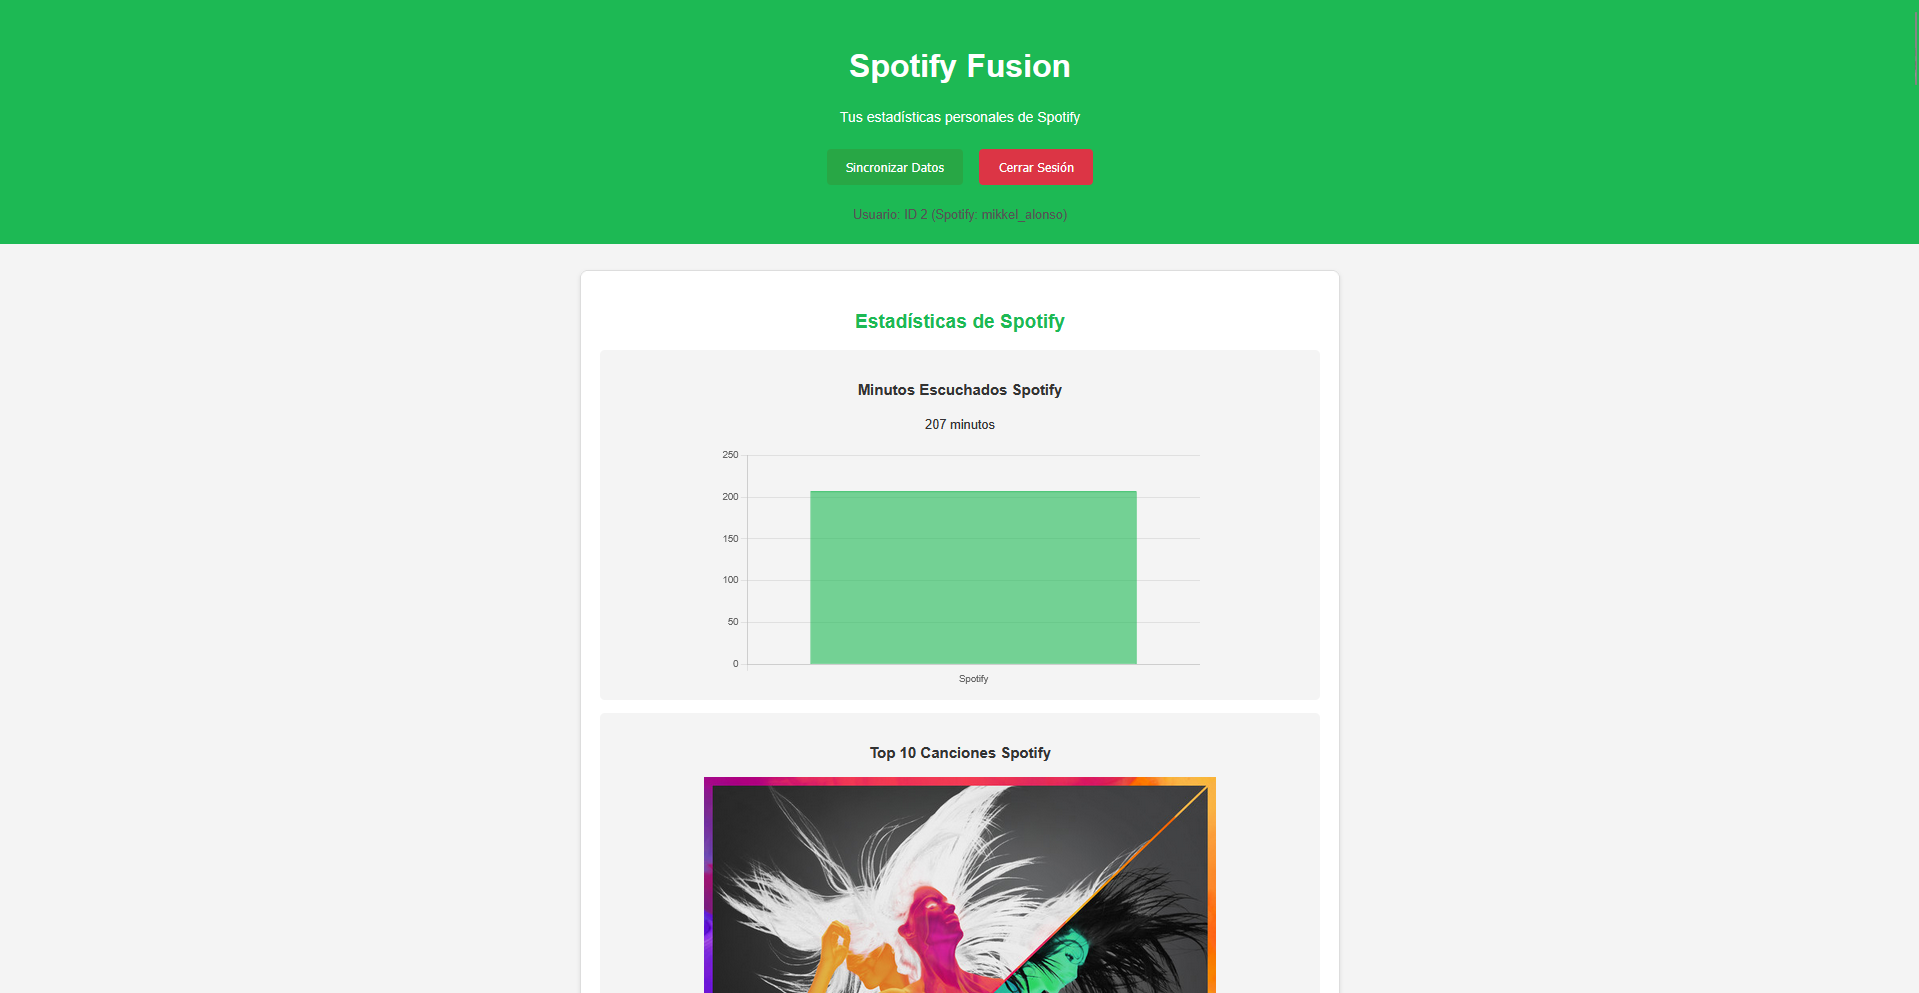 Spotify Fusion
Tus estadísticas personales de Spotify
Sincronizar Datos
Cerrar Sesión
Usuario: ID 2 (Spotify: mikkel_alonso)
Estadísticas de Spotify
Minutos Escuchados Spotify
207 minutos
250
200
150
100
50
0
Spotify
Top 10 Canciones Spotify